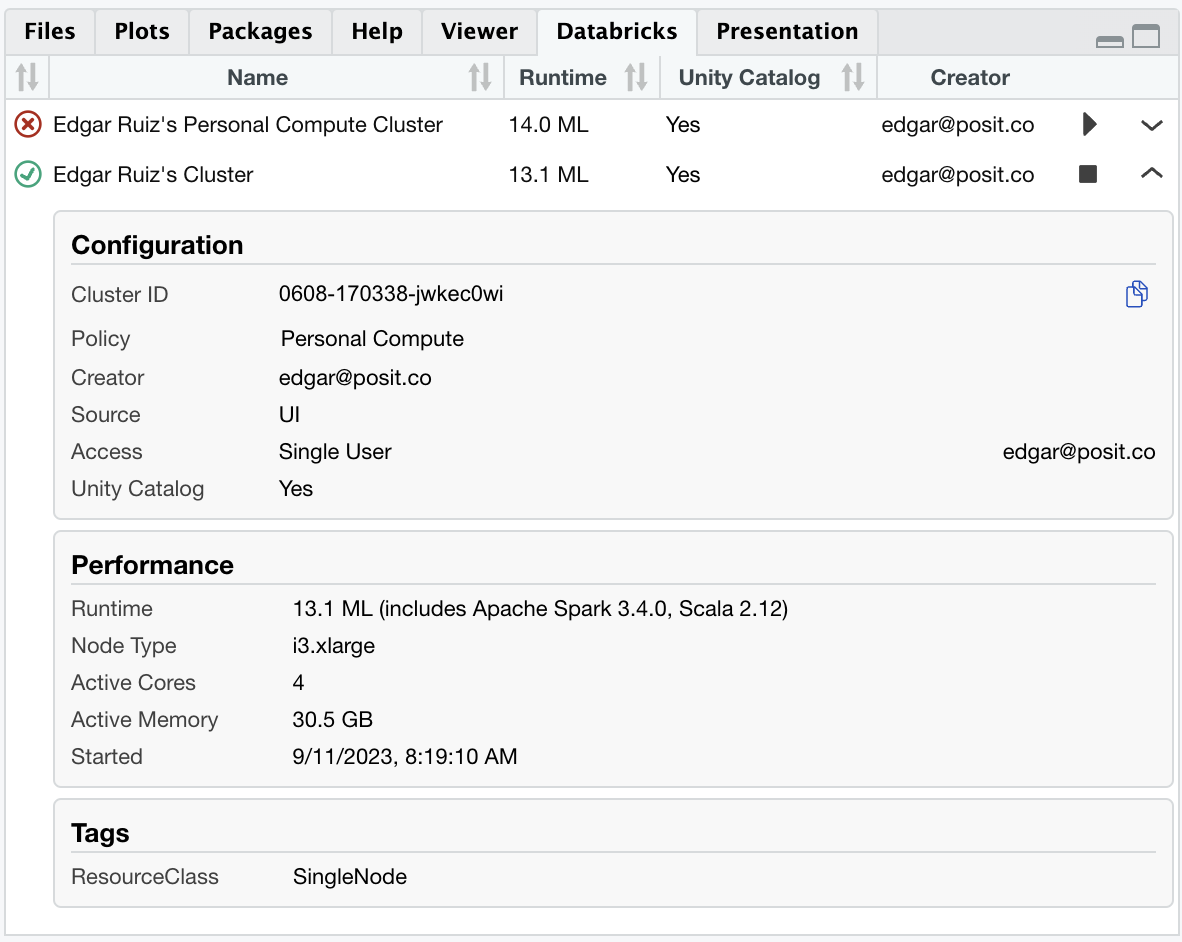 Files Plots Packages Help Viewer Databricks Presentation
Name Runtime Unity Catalog Creator
Edgar Ruiz's Personal Compute Cluster 14.0 ML Yes edgar@posit.co
Edgar Ruiz's Cluster 13.1 ML Yes edgar@posit.co
Configuration
Cluster ID 0608-170338-jwkec0wi
Policy Personal Compute
Creator edgar@posit.co
Source UI
Access Single User edgar@posit.co
Unity Catalog Yes
Performance
Runtime 13.1 ML (includes Apache Spark 3.4.0, Scala 2.12)
Node Type i3.xlarge
Active Cores 4
Active Memory 30.5 GB
Started 9/11/2023, 8:19:10 AM
Tags
ResourceClass SingleNode